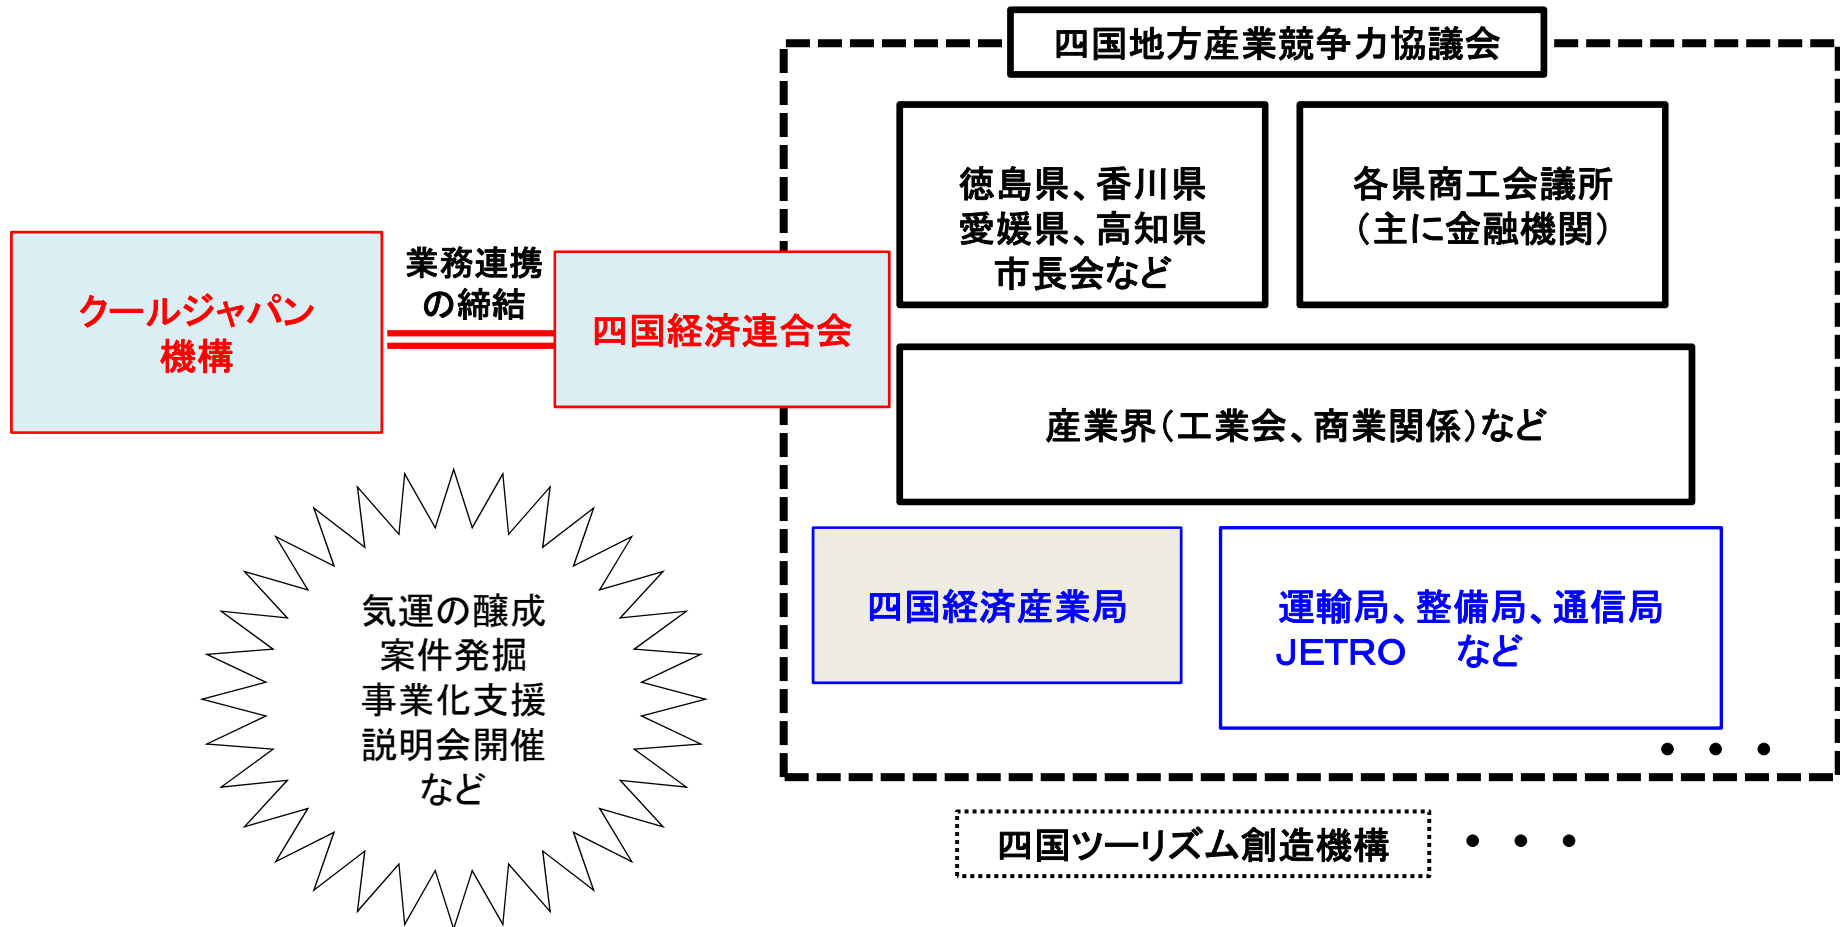 四国地方産業競争力協議会
徳島県、香川県
愛媛県、高知県
市長会など
各県商工会議所
（主に金融機関）
クールジャパン
機構
業務連携
の締結
四国経済連合会
産業界（工業会、商業関係）など
四国経済産業局
運輸局、整備局、通信局
JETRO　など
・・・
気運の醸成
案件発掘
事業化支援
説明会開催
など
四国ツーリズム創造機構
・・・